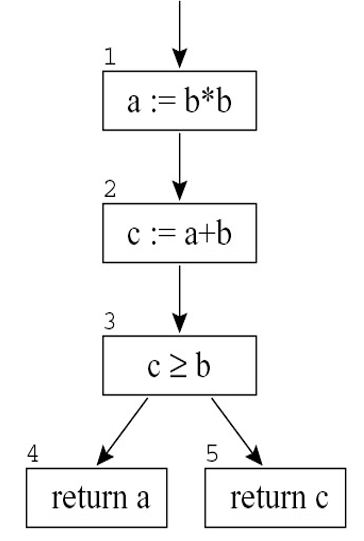 1
a := b*b
2
c := a+b
3
c ≥ b
4
return a
5
return c